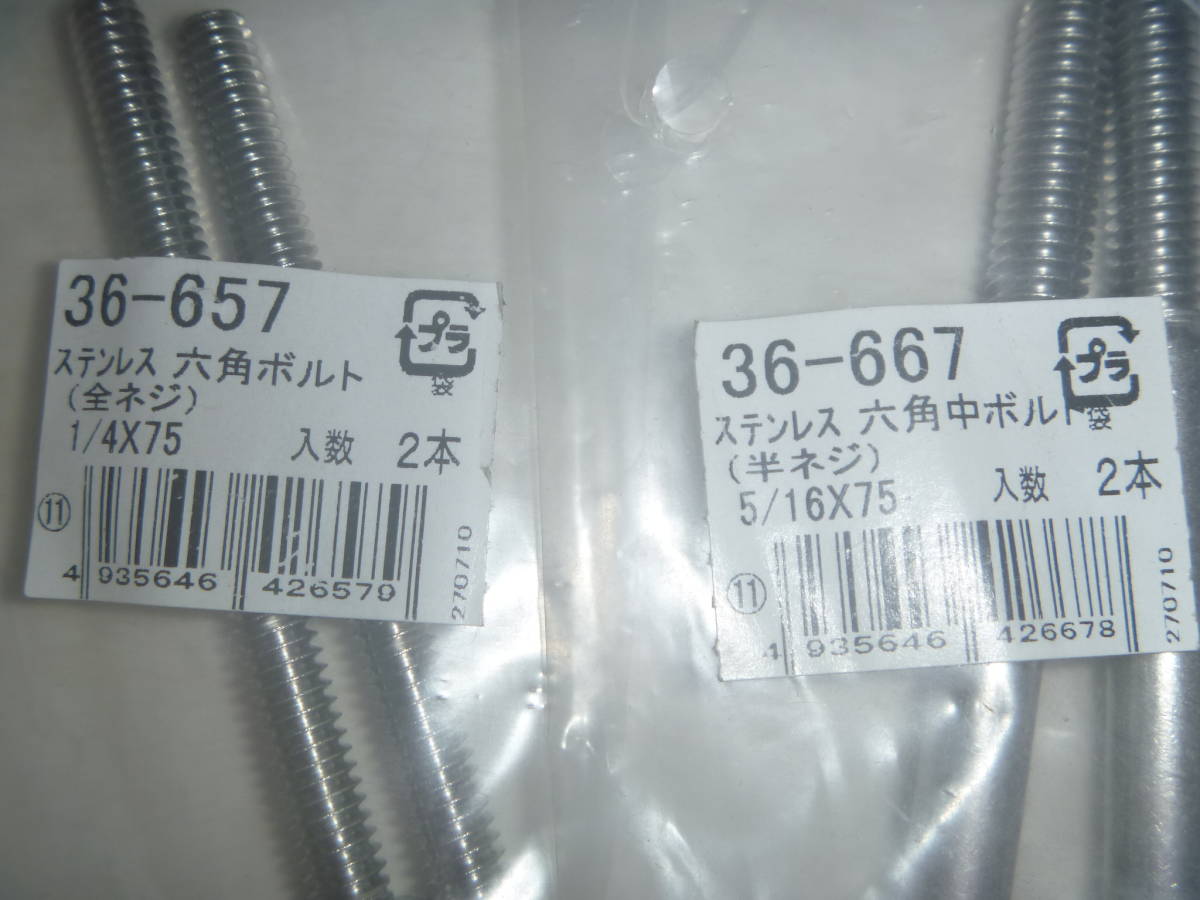 36-657
プラ
袋
ステンレス 六角ボルト
(全ネジ)
1/4X75 入数 2本
⑪
4 935646 426579
270710
36-667
プラ
袋
ステンレス 六角中ボルト
(半ネジ)
5/16X75 入数 2本
⑪
4 935646 426678
270710